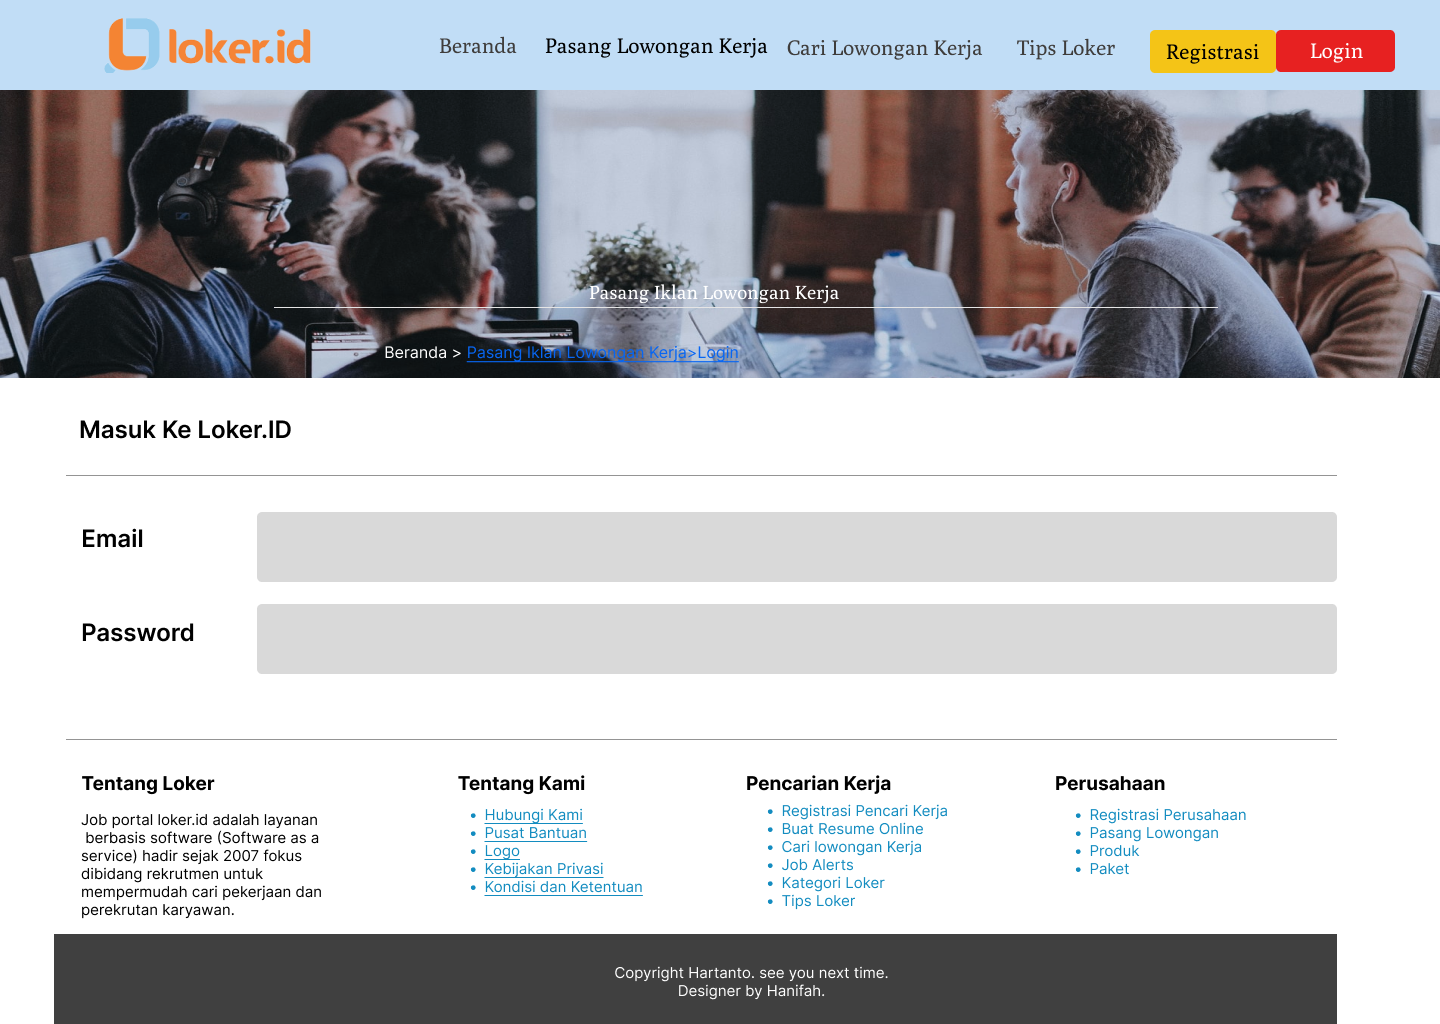 loker.id
Beranda
Pasang Lowongan Kerja
Cari Lowongan Kerja
Tips Loker
Registrasi
Login
Pasang Iklan Lowongan Kerja
Beranda > Pasang Iklan Lowongan Kerja>Login
Masuk Ke Loker.ID
Email
Password
Tentang Loker
Job portal loker.id adalah layanan
berbasis software (Software as a
service) hadir sejak 2007 fokus
dibidang rekrutmen untuk
mempermudah cari pekerjaan dan
perekrutan karyawan.
Tentang Kami
• Hubungi Kami
• Pusat Bantuan
• Logo
• Kebijakan Privasi
• Kondisi dan Ketentuan
Pencarian Kerja
• Registrasi Pencari Kerja
• Buat Resume Online
• Cari lowongan Kerja
• Job Alerts
• Kategori Loker
• Tips Loker
Perusahaan
• Registrasi Perusahaan
• Pasang Lowongan
• Produk
• Paket
Copyright Hartanto. see you next time.
Designer by Hanifah.